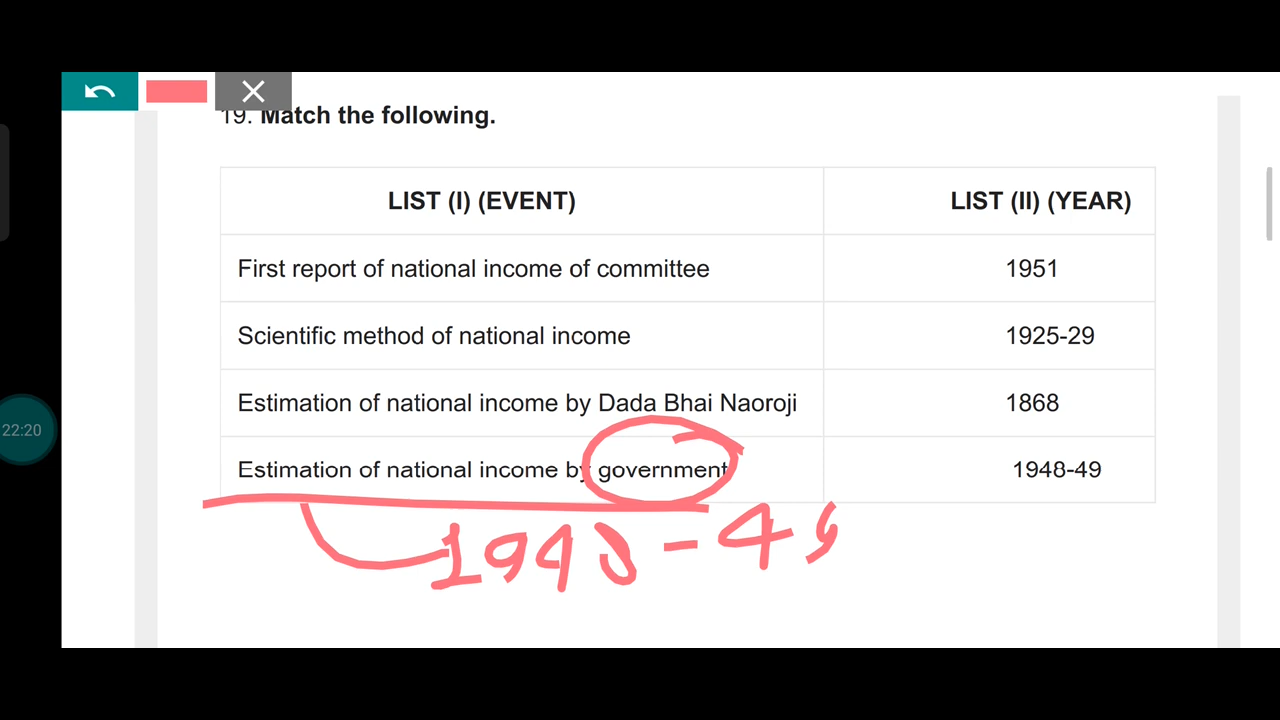 19. Match the following.
LIST (I) (EVENT) LIST (II) (YEAR)
First report of national income of committee 1951
Scientific method of national income 1925-29
Estimation of national income by Dada Bhai Naoroji 1868
Estimation of national income by government 1948-49
1948-49
22:20